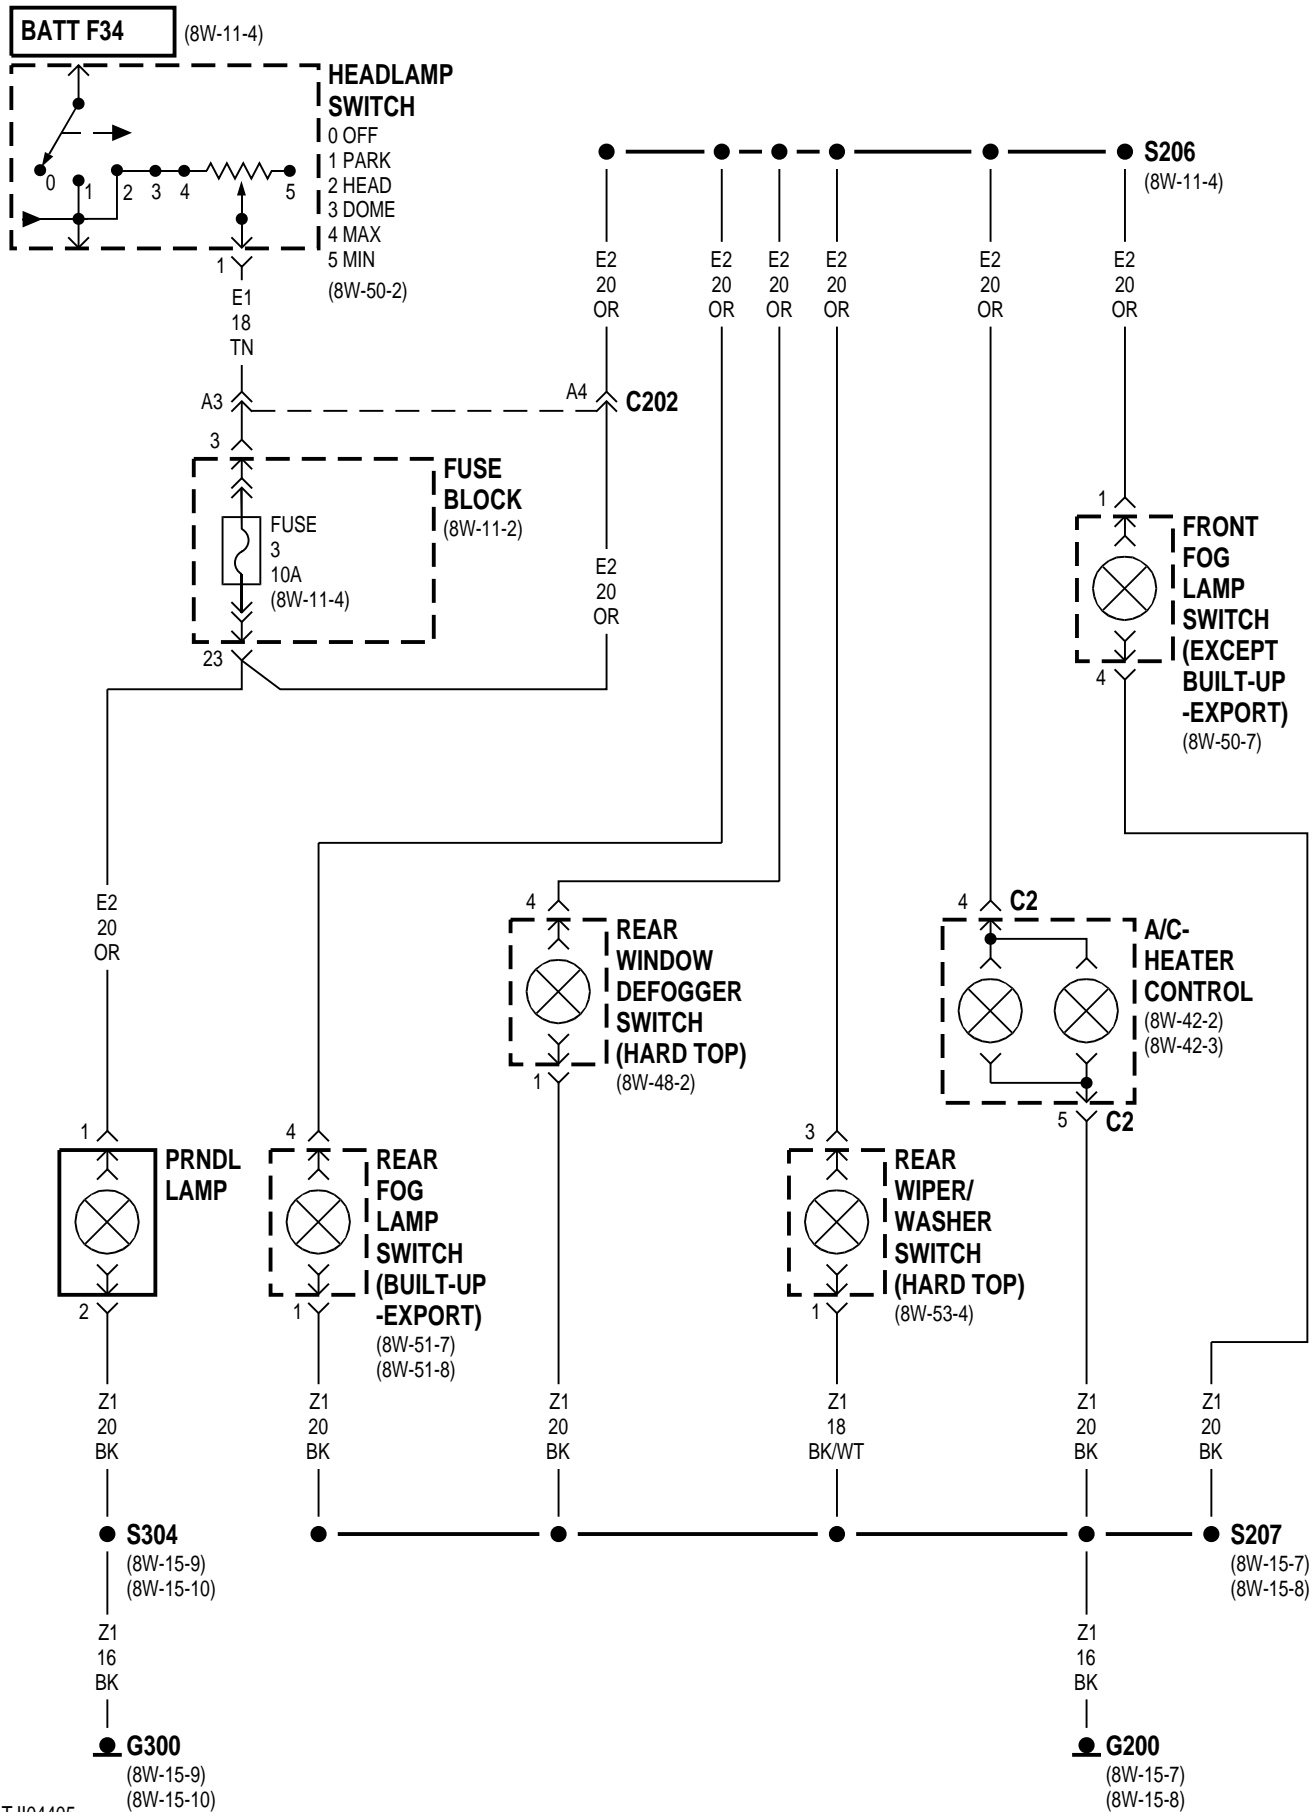 BATT F34 (8W-11-4)
HEADLAMP
SWITCH
0 OFF
1 PARK
2 HEAD
3 DOME
4 MAX
5 MIN
(8W-50-2)
0 1 2 3 4 5
1
E1
18
TN
S206
(8W-11-4)
E2 E2 E2 E2 E2 E2
20 20 20 20 20 20
OR OR OR OR OR OR
A3
A4 C202
3
FUSE
BLOCK
(8W-11-2)
FUSE
3
10A
(8W-11-4)
23
E2
20
OR
1
FRONT
FOG
LAMP
SWITCH
(EXCEPT
BUILT-UP
-EXPORT)
(8W-50-7)
4
E2
20
OR
4
REAR
WINDOW
DEFOGGER
SWITCH
(HARD TOP)
(8W-48-2)
1
4 C2
A/C-
HEATER
CONTROL
(8W-42-2)
(8W-42-3)
5 C2
1
PRNDL
LAMP
2
4
REAR
FOG
LAMP
SWITCH
(BUILT-UP
-EXPORT)
(8W-51-7)
(8W-51-8)
1
3
REAR
WIPER/
WASHER
SWITCH
(HARD TOP)
(8W-53-4)
1
Z1 Z1 Z1 Z1 Z1 Z1
20 20 20 18 20 20
BK BK BK BK/WT BK BK
S304
(8W-15-9)
(8W-15-10)
S207
(8W-15-7)
(8W-15-8)
Z1
16
BK
Z1
16
BK
G300
(8W-15-9)
(8W-15-10)
G200
(8W-15-7)
(8W-15-8)